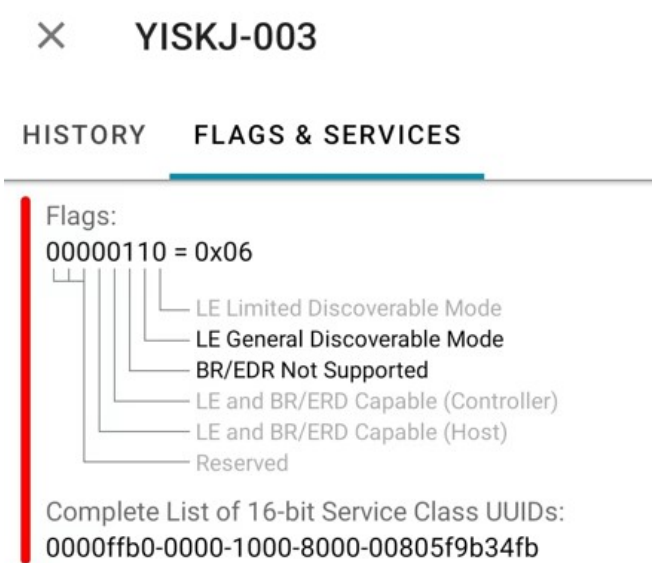 YISKJ-003
HISTORY FLAGS & SERVICES
Flags:
00000110 = 0x06
LE Limited Discoverable Mode
LE General Discoverable Mode
BR/EDR Not Supported
LE and BR/ERD Capable (Controller)
LE and BR/ERD Capable (Host)
Reserved
Complete List of 16-bit Service Class UUIDs:
0000ffb0-0000-1000-8000-00805f9b34fb